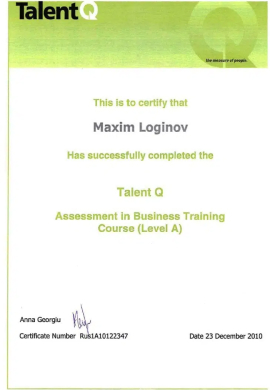 TalentQ
the measure of people.
This is to certify that
Maxim Loginov
Has successfully completed the
Talent Q
Assessment in Business Training
Course (Level A)
Anna Georgiu
Certificate Number Rus1A10122347
Date 23 December 2010